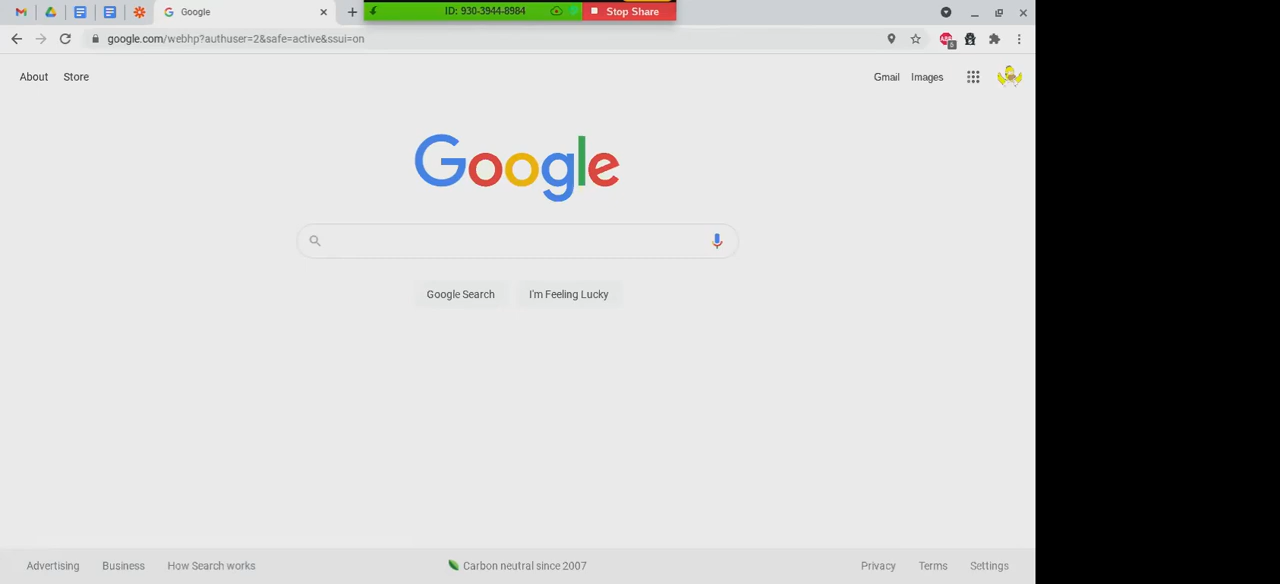 Google
ID: 930-3944-8984
Stop Share
google.com/webhp?authuser=2&safe=active&ssui=on
About
Store
Gmail
Images
Google
Google Search
I'm Feeling Lucky
Advertising
Business
How Search works
Carbon neutral since 2007
Privacy
Terms
Settings